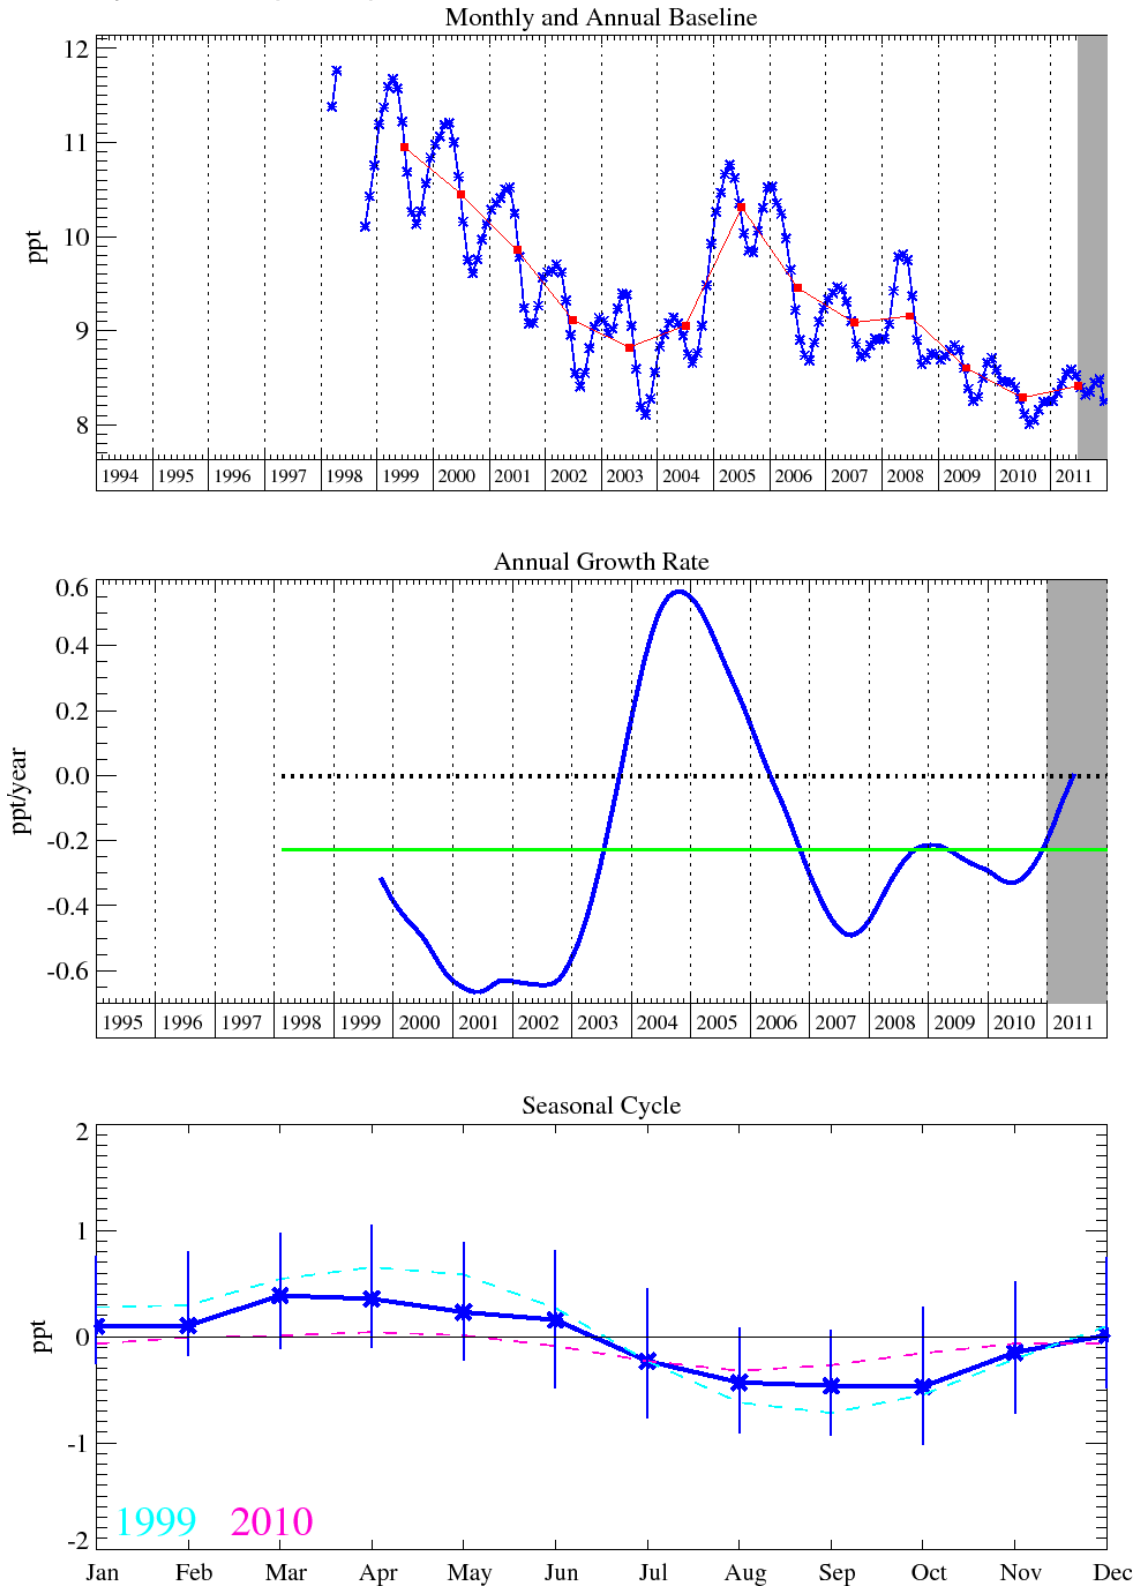 Monthly and Annual Baseline
12
11
10
9
8
ppt
1994 1995 1996 1997 1998 1999 2000 2001 2002 2003 2004 2005 2006 2007 2008 2009 2010 2011
Annual Growth Rate
0.6
0.4
0.2
0.0
-0.2
-0.4
-0.6
ppt/year
1995 1996 1997 1998 1999 2000 2001 2002 2003 2004 2005 2006 2007 2008 2009 2010 2011
Seasonal Cycle
2
1
0
-1
-2
ppt
1999 2010
Jan Feb Mar Apr May Jun Jul Aug Sep Oct Nov Dec